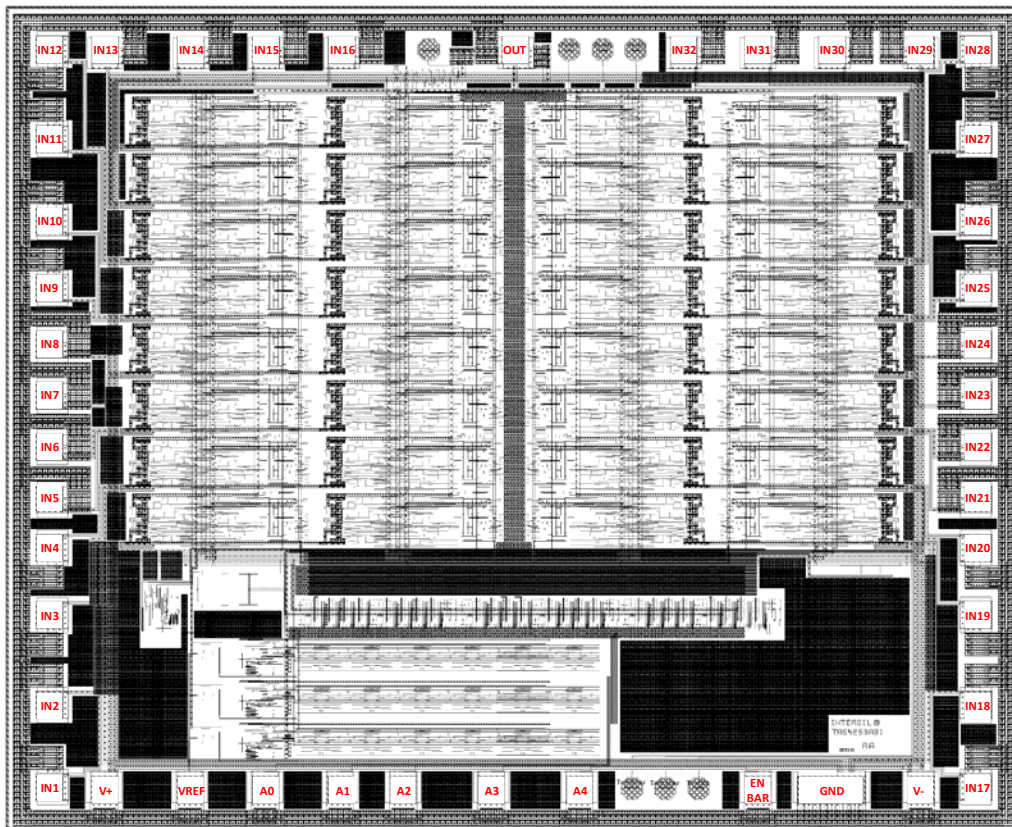 IN12 IN13 IN14 IN15 IN16 OUT IN32 IN31 IN30 IN29 IN28
IN11 IN27
IN10 IN26
IN9 IN25
IN8 IN24
IN7 IN23
IN6 IN22
IN5 IN21
IN4 IN20
IN3 IN19
IN2 IN18
INTERSIL
AA
IN1 V+ VREF A0 A1 A2 A3 A4 EN GND V- IN17
BAR